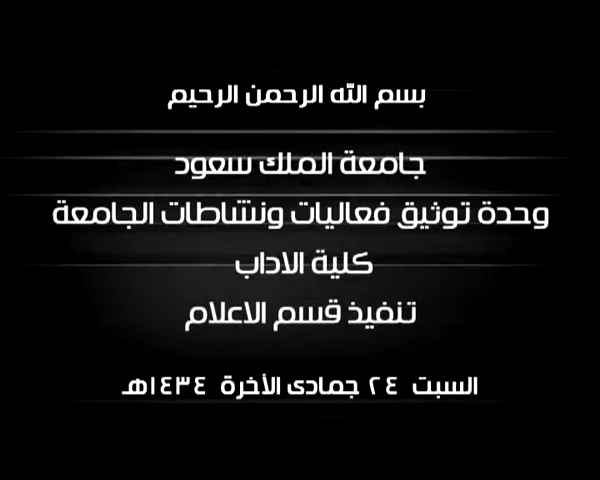 بسم الله الرحمن الرحيم
جامعة الملك سعود
وحدة توثيق فعاليات ونشاطات الجامعة
كلية الاداب
تنفيذ قسم الاعلام
السبت ٢٤ جمادى الأخرة ١٤٣٤هـ